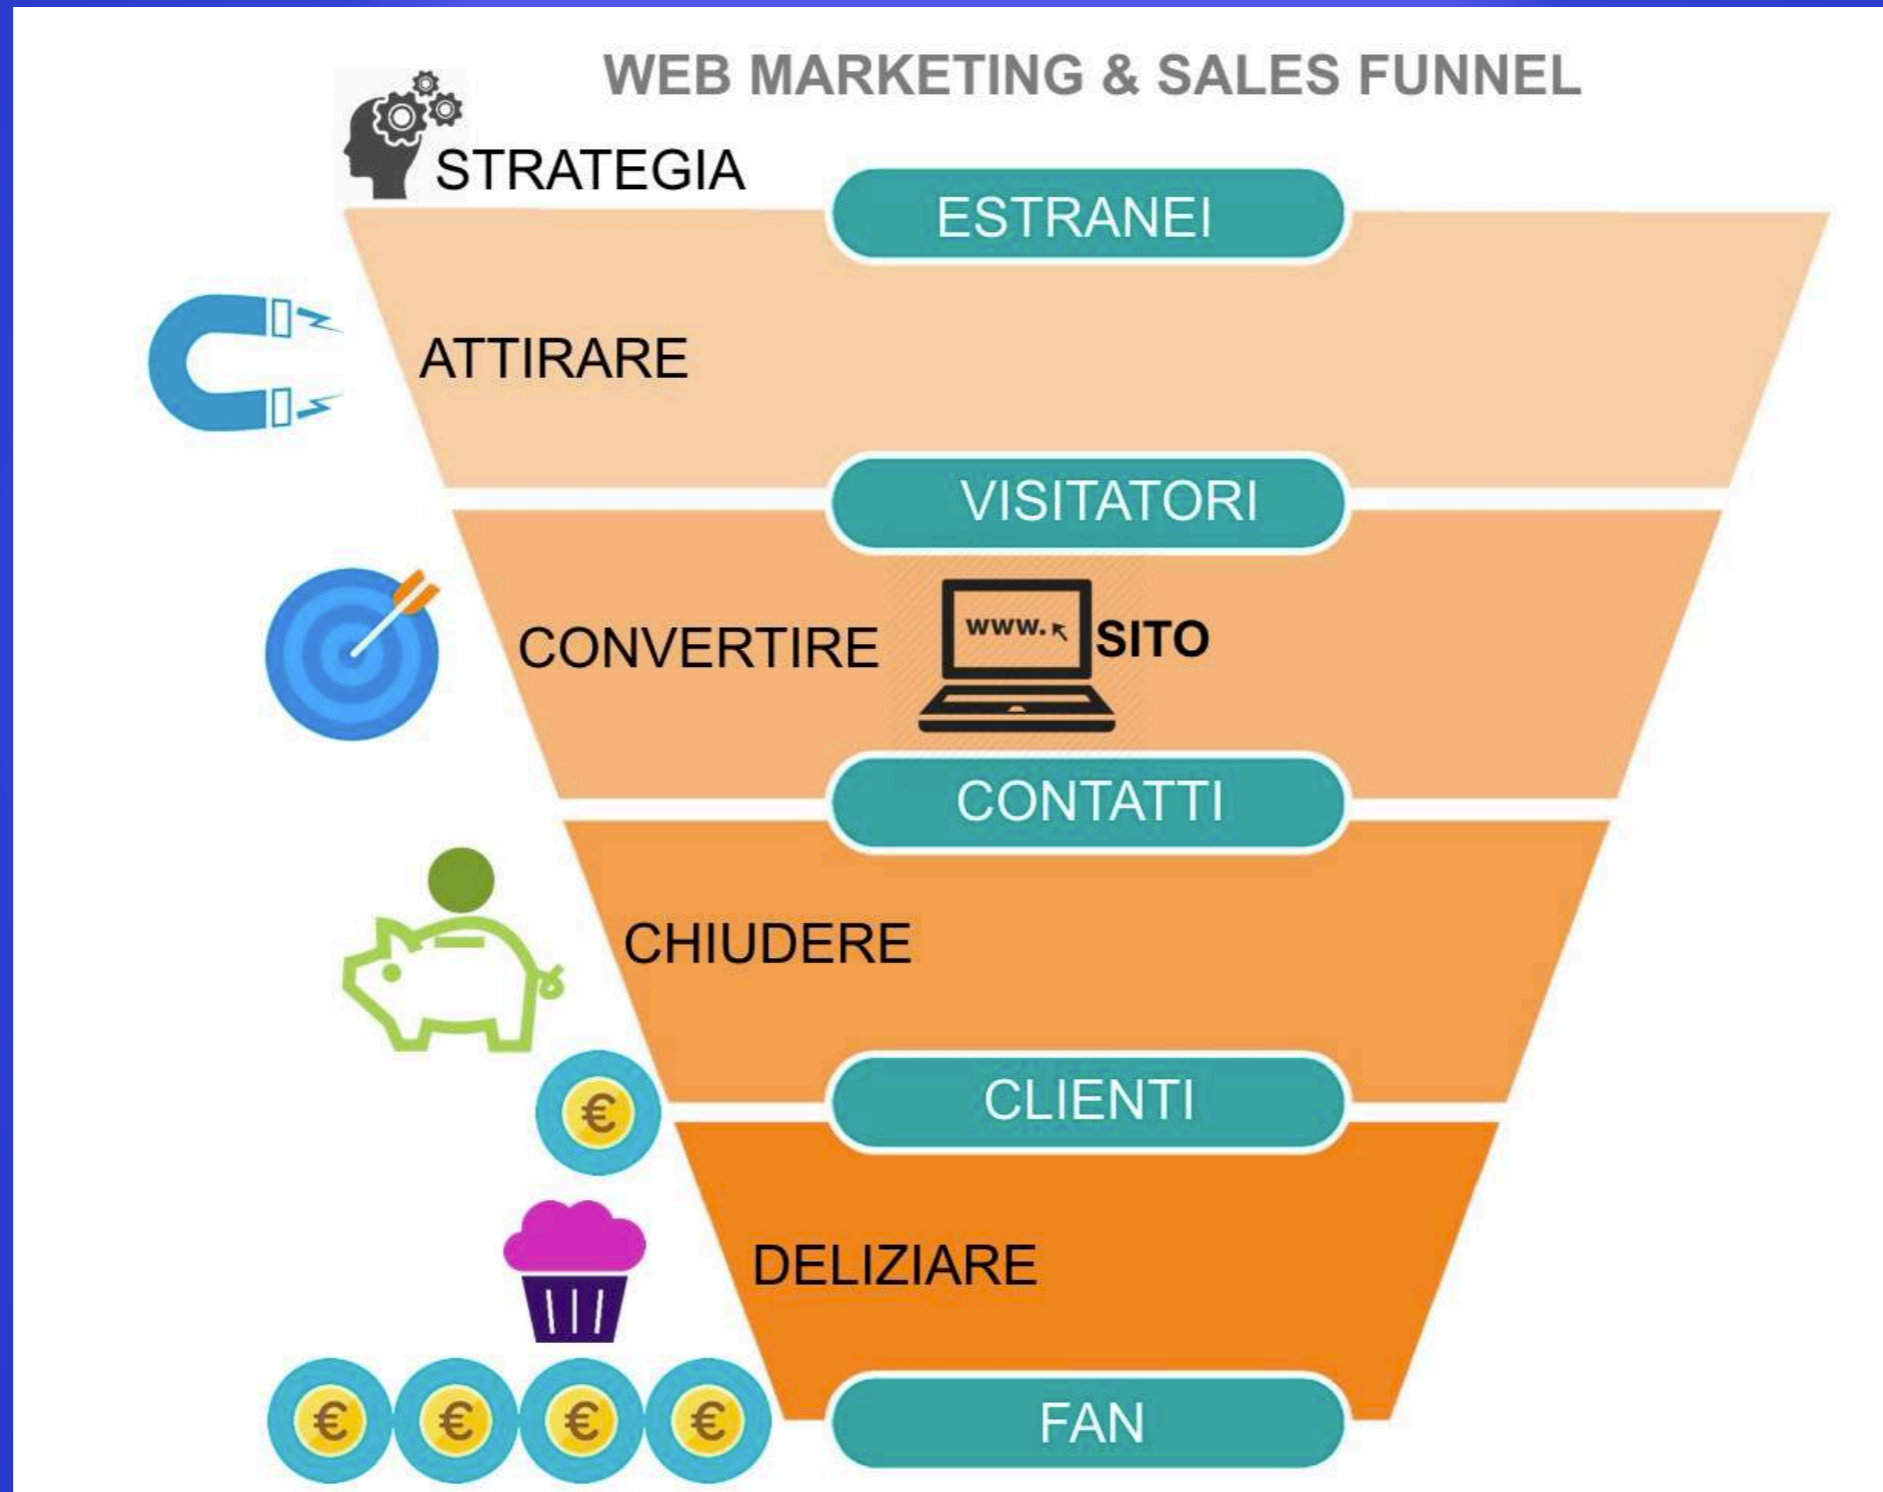 WEB MARKETING & SALES FUNNEL
STRATEGIA
ESTRANEI
ATTIRARE
VISITATORI
www.
SITO
CONVERTIRE
CONTATTI
CHIUDERE
CLIENTI
€
DELIZIARE
€ € € €
FAN